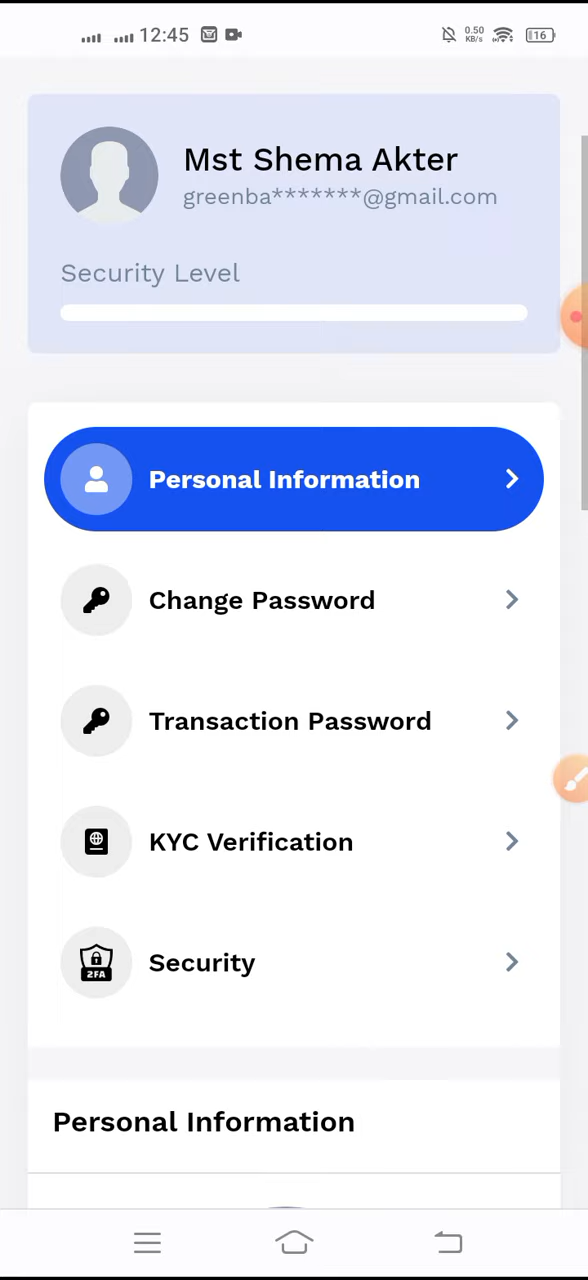 12:45
0.50
KB/s
16
Mst Shema Akter
greenba*******@gmail.com
Security Level
Personal Information
Change Password
Transaction Password
KYC Verification
2FA
Security
Personal Information